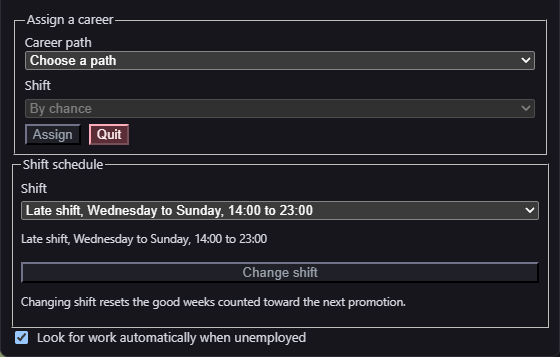 Assign a career
Career path
Choose a path
Shift
By chance
Assign Quit
Shift schedule
Shift
Late shift, Wednesday to Sunday, 14:00 to 23:00
Late shift, Wednesday to Sunday, 14:00 to 23:00
Change shift
Changing shift resets the good weeks counted toward the next promotion.
Look for work automatically when unemployed